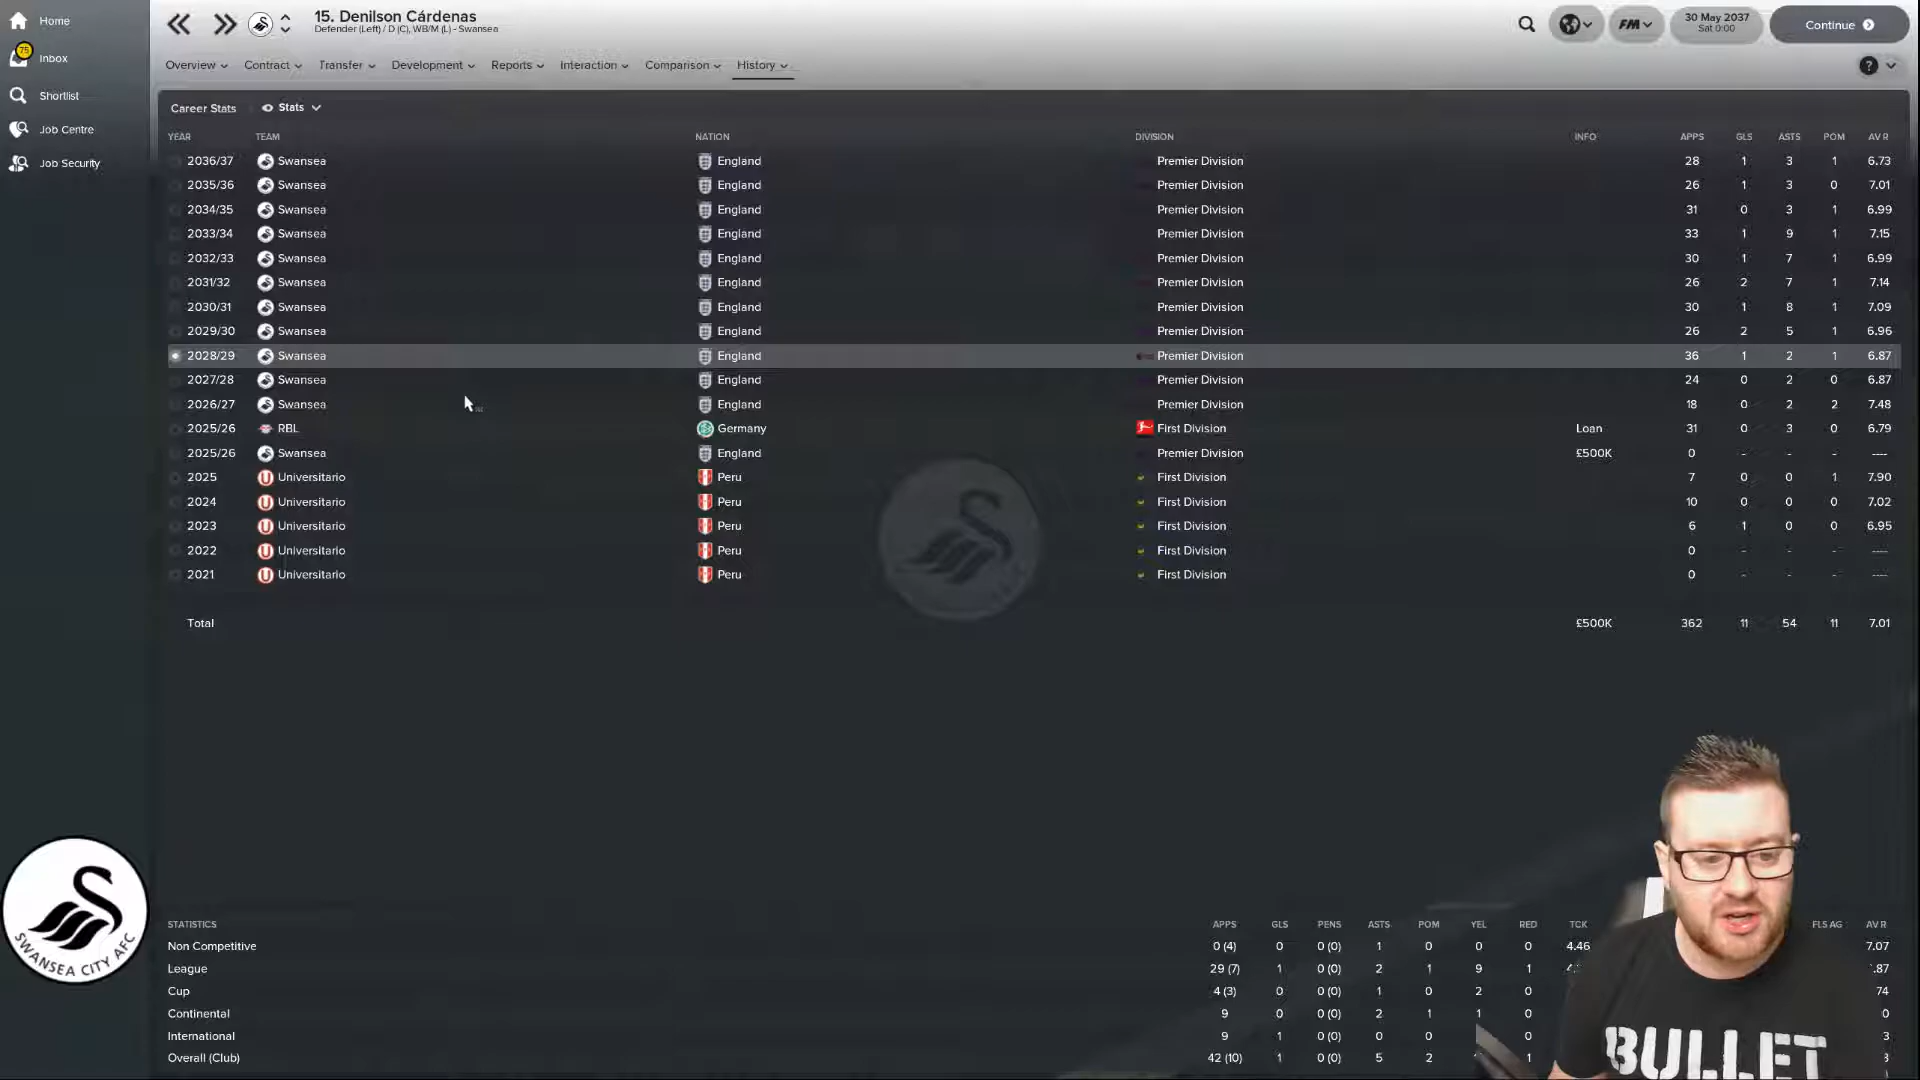 Home
75
Inbox
Shortlist
Job Centre
Job Security
15. Denilson Cárdenas
Defender (Left) / D (C), WB/M (L) - Swansea
FM
30 May 2037
Sat 0:00
Continue
Overview Contract Transfer Development Reports Interaction Comparison History
?
Career Stats Stats
YEAR TEAM NATION DIVISION INFO APPS GLS ASTS POM AV R
2036/37 Swansea England Premier Division 28 1 3 1 6.73
2035/36 Swansea England Premier Division 26 1 3 0 7.01
2034/35 Swansea England Premier Division 31 0 3 1 6.99
2033/34 Swansea England Premier Division 33 1 9 1 7.15
2032/33 Swansea England Premier Division 30 1 7 1 6.99
2031/32 Swansea England Premier Division 26 2 7 1 7.14
2030/31 Swansea England Premier Division 30 1 8 1 7.09
2029/30 Swansea England Premier Division 26 2 5 1 6.96
2028/29 Swansea England Premier Division 36 1 2 1 6.87
2027/28 Swansea England Premier Division 24 0 2 0 6.87
2026/27 Swansea England Premier Division 18 0 2 2 7.48
2025/26 RBL Germany First Division Loan 31 0 3 0 6.79
2025/26 Swansea England Premier Division £500K 0 - - - ----
2025 Universitario Peru First Division 7 0 0 1 7.90
2024 Universitario Peru First Division 10 0 0 0 7.02
2023 Universitario Peru First Division 6 1 0 0 6.95
2022 Universitario Peru First Division 0 - - - ----
2021 Universitario Peru First Division 0 - - - ----
Total £500K 362 11 54 11 7.01
SWANSEA CITY AFC
STATISTICS APPS GLS PENS ASTS POM YEL RED TCK FLS AG AV R
Non Competitive 0 (4) 0 0 (0) 1 0 0 0 4.46 7.07
League 29 (7) 1 0 (0) 2 1 9 1 .87
Cup 4 (3) 0 0 (0) 1 0 2 0 74
Continental 9 0 0 (0) 2 1 1 0 0
International 9 1 0 (0) 0 0 0 3
Overall (Club) 42 (10) 1 0 (0) 5 2 1
BULLET